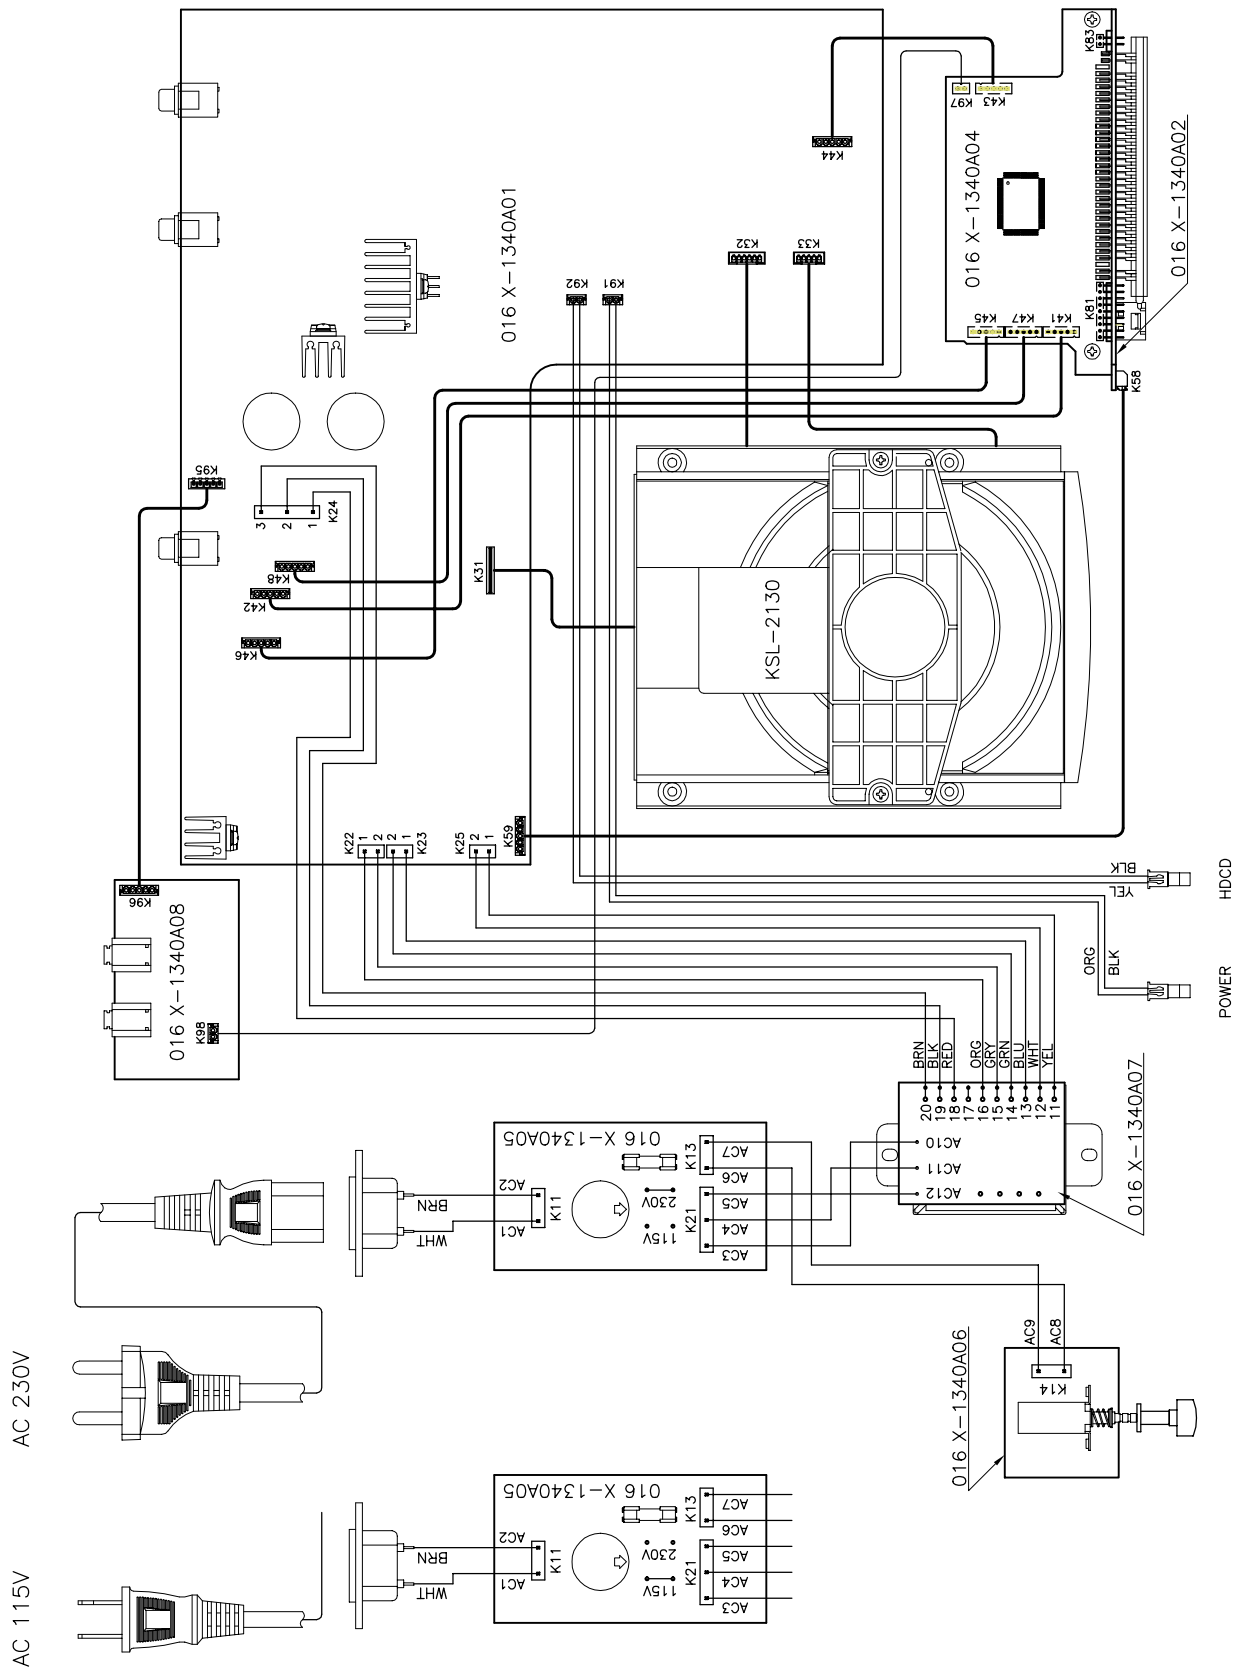 K83
K97
K43
K44
016 X-1340A04
016 X-1340A02
016 X-1340A01
K32
K33
K92
K91
K45
K47
K41
K81
K58
K95
3
2
1
K24
K48
K42
K46
K31
KSL-2130
K22
1
2
2
1
K23
K25
2
1
K59
K96
016 X-1340A08
K98
BLK
YEL
HDCD
ORG
BLK
POWER
BRN
BLK
RED
ORG
GRY
GRN
BLU
WHT
YEL
20
19
18
17
16
15
14
13
12
11
AC10
AC11
AC12
016 X-1340A07
016 X-1340A05
AC2
BRN
K11
AC1
WHT
230V
115V
K13
AC7
AC6
K21
AC5
AC4
AC3
AC 230V
016 X-1340A06
AC9
AC8
K14
016 X-1340A05
AC2
BRN
K11
AC1
WHT
230V
115V
K13
AC7
AC6
K21
AC5
AC4
AC3
AC 115V